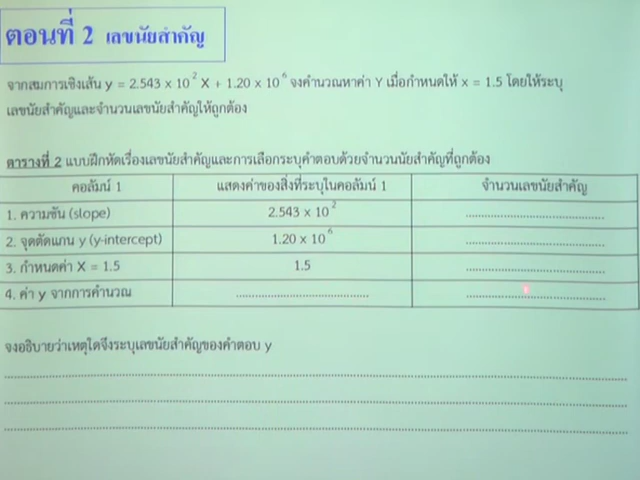 ตอนที่ 2 เลขนัยสำคัญ
จากสมการเชิงเส้น y = 2.543 x 10² X + 1.20 x 10⁶ จงคำนวณหาค่า Y เมื่อกำหนดให้ x = 1.5 โดยให้ระบุ
เลขนัยสำคัญและจำนวนเลขนัยสำคัญให้ถูกต้อง
ตารางที่ 2 แบบฝึกหัดเรื่องเลขนัยสำคัญและการเลือกระบุคำตอบด้วยจำนวนนัยสำคัญที่ถูกต้อง
คอลัมน์ 1 แสดงค่าของสิ่งที่ระบุในคอลัมน์ 1 จำนวนเลขนัยสำคัญ
1. ความชัน (slope) 2.543 x 10² ........................................
2. จุดตัดแกน y (y-intercept) 1.20 x 10⁶ ........................................
3. กำหนดค่า X = 1.5 1.5 ........................................
4. ค่า y จากการคำนวณ ........................................ ........................................
จงอธิบายว่าเหตุใดจึงระบุเลขนัยสำคัญของคำตอบ y